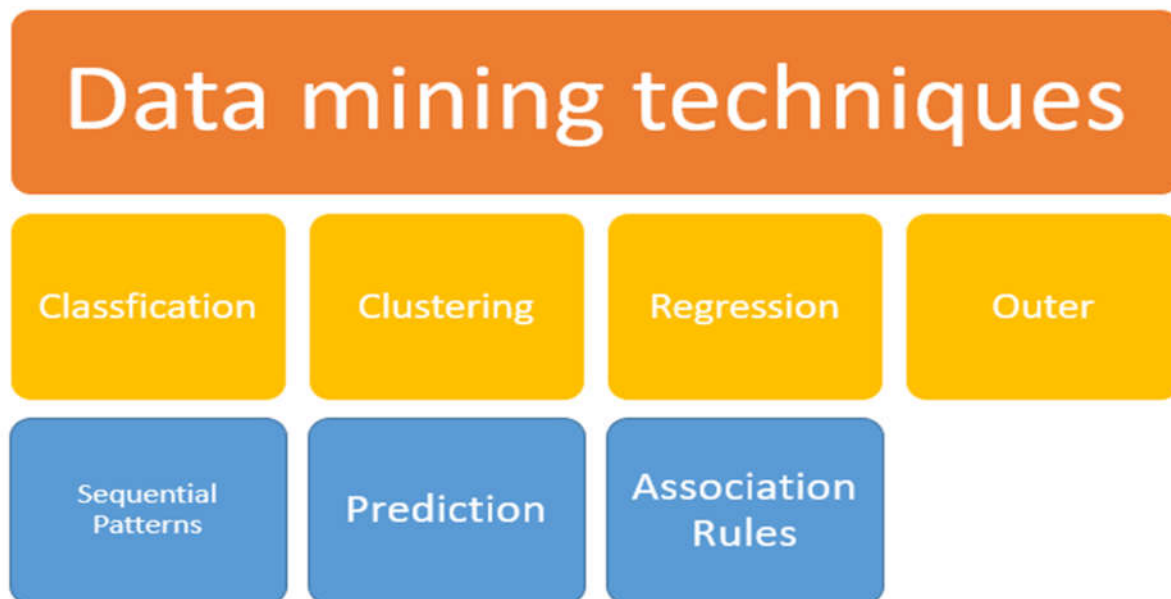 Data mining techniques
Classfication
Clustering
Regression
Outer
Sequential
Patterns
Prediction
Association
Rules